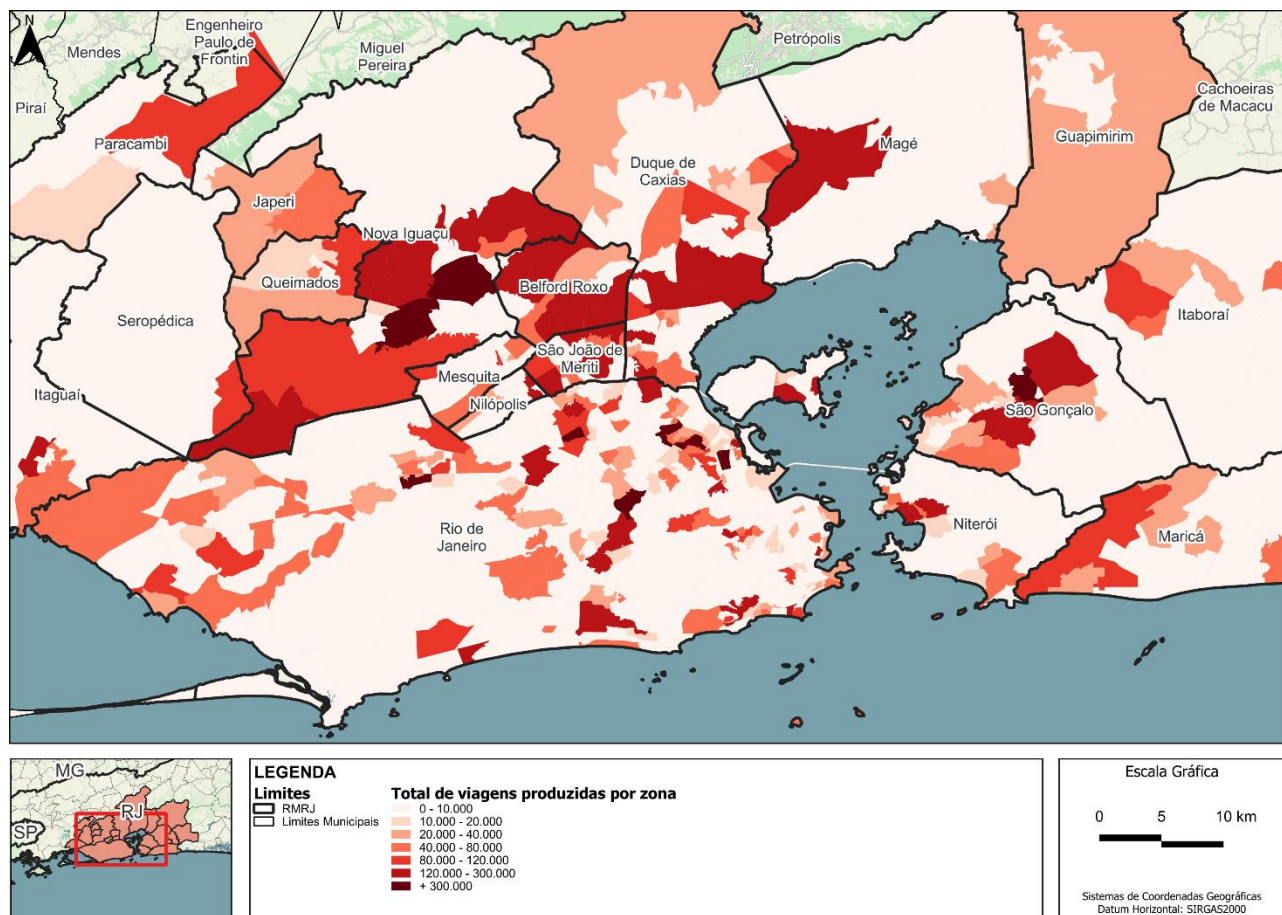 N
Mendes
Engenheiro
Paulo de
Frontin
Miguel
Pereira
Petrópolis
Piraí
Cachoeiras
de Macacu
Paracambi
Guapimirim
Magé
Duque de
Caxias
Japeri
Nova Iguaçu
Queimados
Belford Roxo
Seropédica
Itaboraí
São João de
Meriti
Mesquita
Itaguaí
Nilópolis
São Gonçalo
Rio de
Janeiro
Niterói
Maricá
MG
RJ
SP
LEGENDA
Limites
RMRJ
Limites Municipais
Total de viagens produzidas por zona
0 - 10.000
10.000 - 20.000
20.000 - 40.000
40.000 - 80.000
80.000 - 120.000
120.000 - 300.000
+ 300.000
Escala Gráfica
0 5 10 km
Sistemas de Coordenadas Geográficas
Datum Horizontal: SIRGAS2000